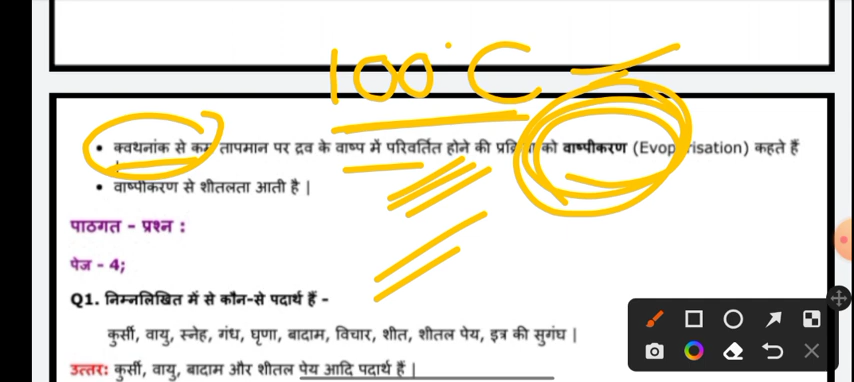 100°C
• क्वथनांक से कम तापमान पर द्रव के वाष्प में परिवर्तित होने की को वाष्पीकरण (Evop risation) कहते हैं
|
• वाष्पीकरण से शीतलता आती है |
पाठगत - प्रश्न :
पेज - 4;
Q1. निम्नलिखित में से कौन-से पदार्थ हैं -
कुर्सी, वायु, स्नेह, गंध, घृणा, बादाम, विचार, शीत, शीतल पेय, इत्र की सुगंध |
उत्तर: कुर्सी, वायु, बादाम और शीतल पेय आदि पदार्थ हैं |